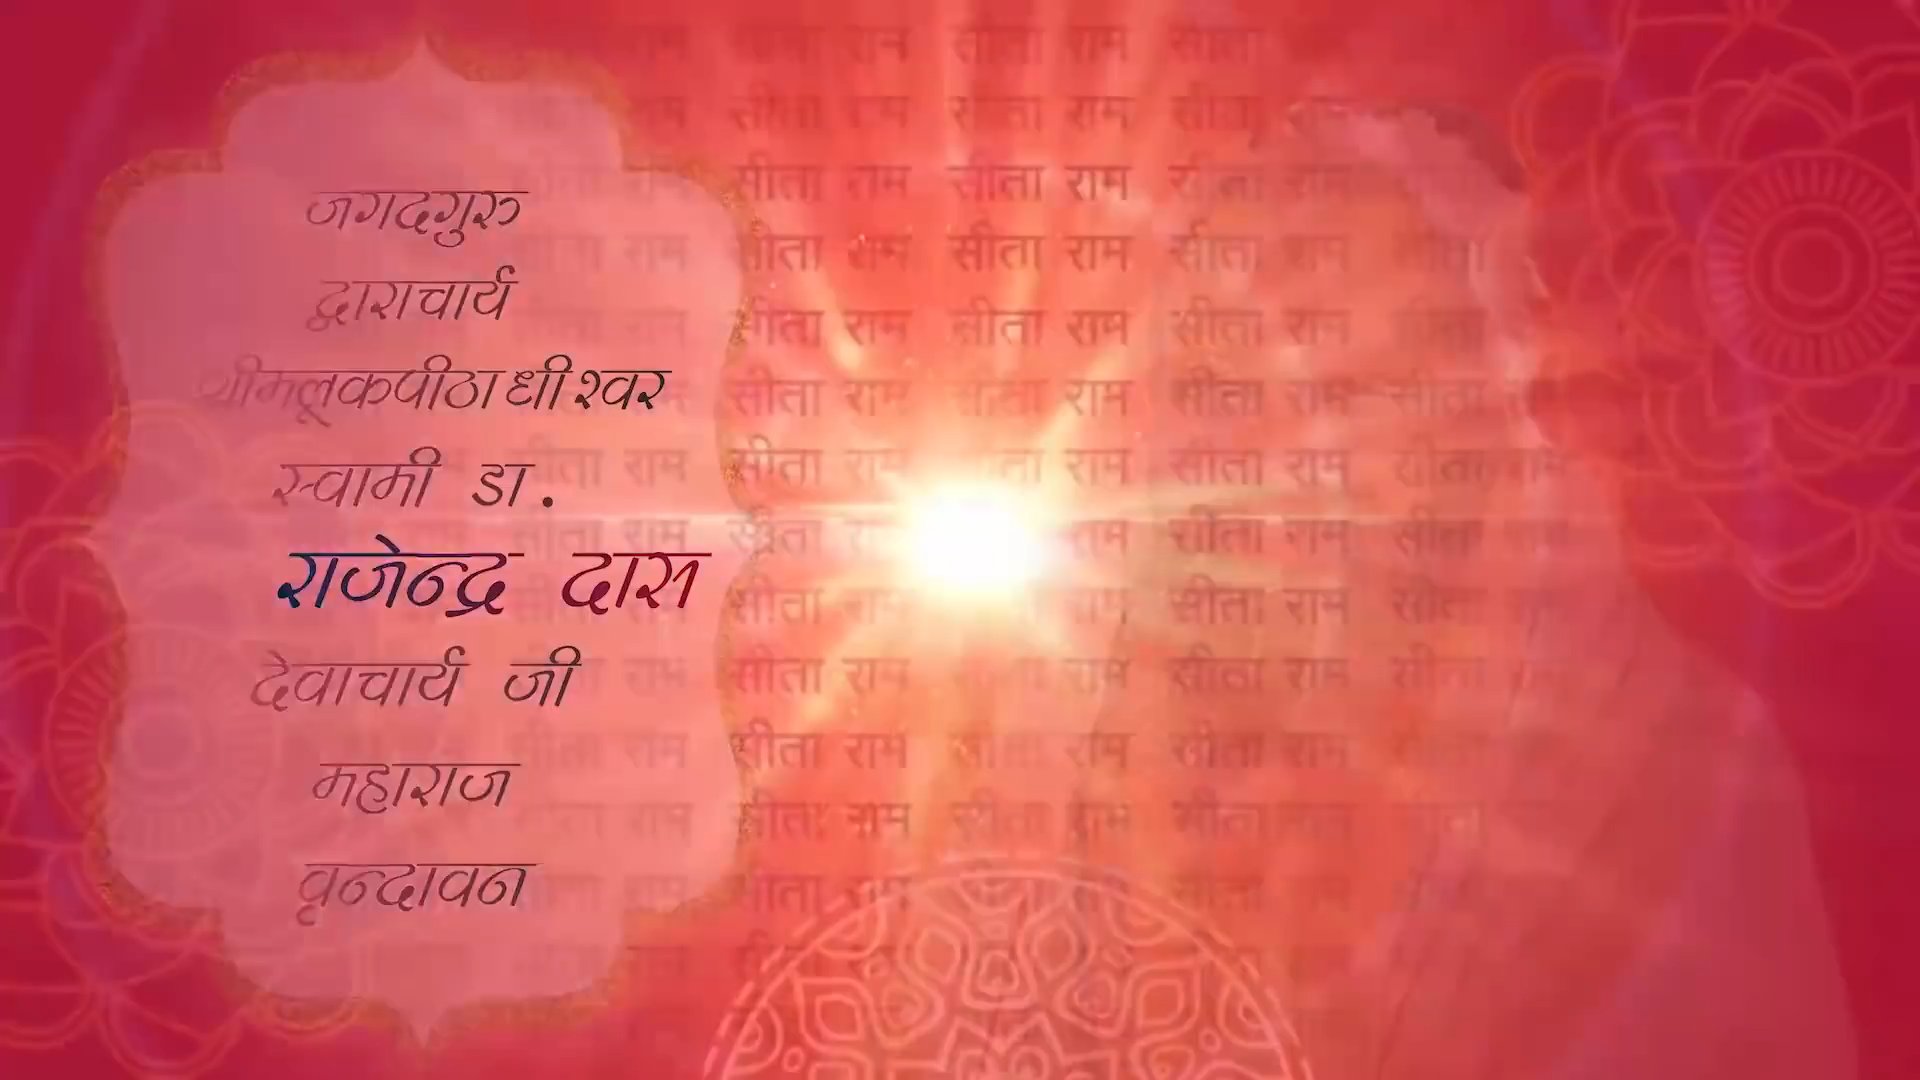 जगदगुरु
द्वाराचार्य
श्रीमलूकपीठाधीश्वर
स्वामी डा.
राजेन्द्र दास
देवाचार्य जी
महाराज
वृन्दावन
राम सीता राम सीता राम सीता
सीता राम सीता राम सीता
सीता राम सीता राम सीता राम
सीता राम सीता राम सीता राम
सीता राम सीता राम सीता राम सीता
सीता राम सीता राम सीता राम सीता
सीता राम सीता राम सीता राम सीता राम
सीता राम सीता राम सीता राम सीता
सीता राम सीता राम सीता राम
सीता राम सीता राम सीता राम सीता
सीता राम सीता राम सीता राम सीता राम
सीता राम सीता राम सीता राम